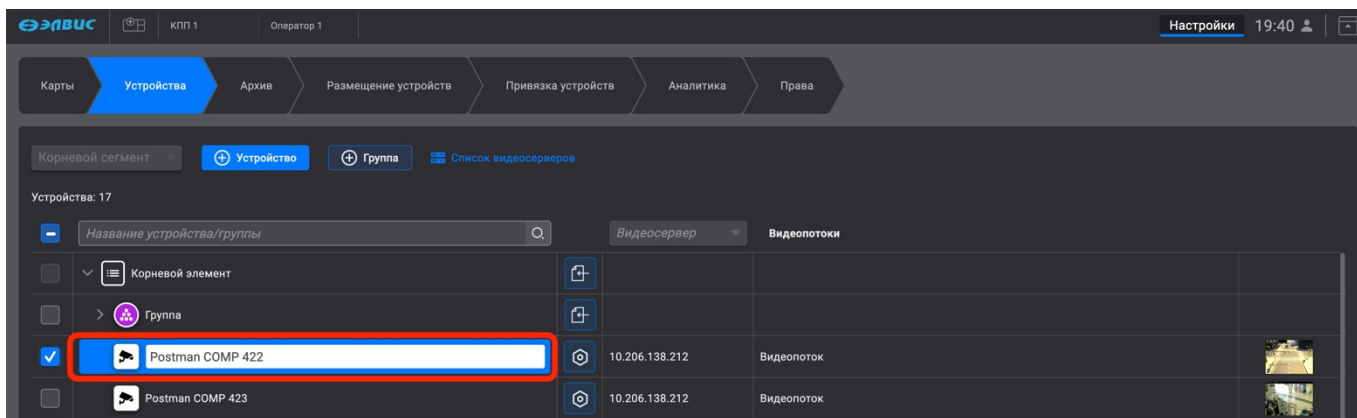 ЭЛВИС КПП 1 Оператор 1 Настройки 19:40
Карты Устройства Архив Размещение устройств Привязка устройств Аналитика Права
Корневой сегмент Устройство Группа Список видеосерверов
Устройства: 17
Название устройства/группы Видеосервер Видеопотоки
Корневой элемент
Группа
Postman COMP 422 10.206.138.212 Видеопоток
Postman COMP 423 10.206.138.212 Видеопоток